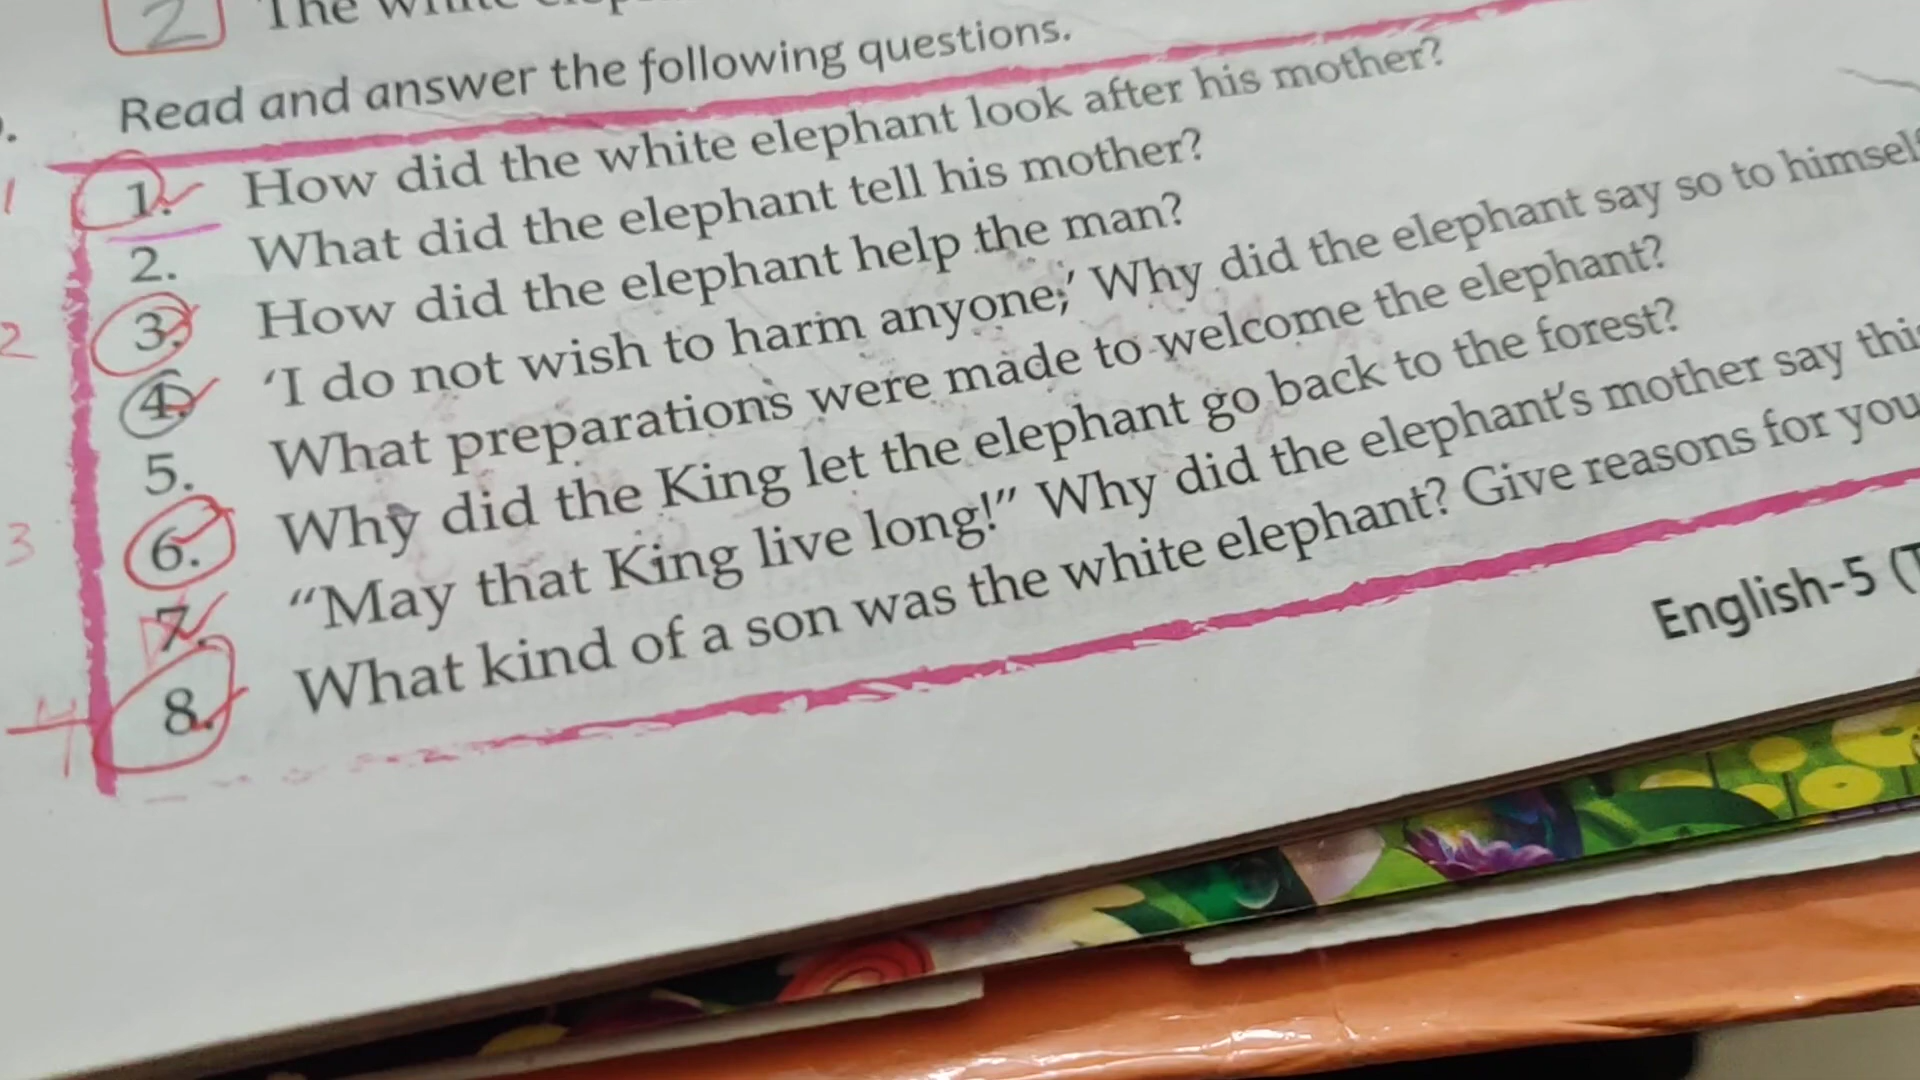 2 The white
Read and answer the following questions.
1 1. How did the white elephant look after his mother?
2. What did the elephant tell his mother?
2 3. How did the elephant help the man?
4. 'I do not wish to harm anyone;' Why did the elephant say so to himself
5. What preparations were made to welcome the elephant?
3 6. Why did the King let the elephant go back to the forest?
7. "May that King live long!" Why did the elephant's mother say
4 8. What kind of a son was the white elephant? Give reasons for
English-5